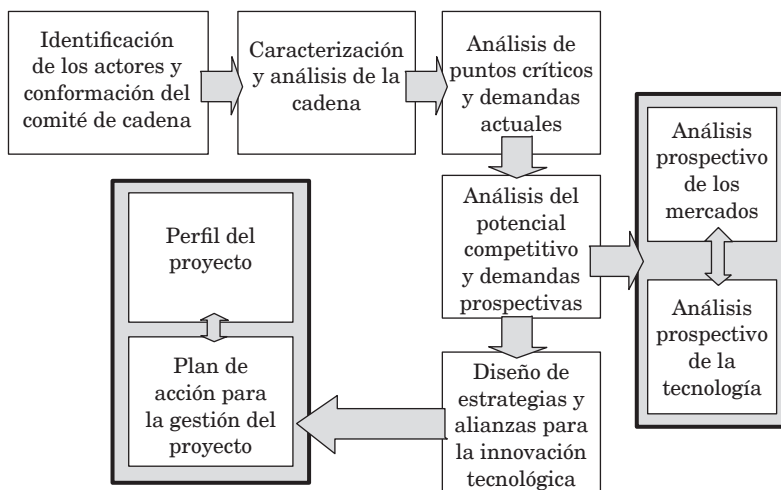 Identificación
de los actores y
conformación del
comité de cadena
Caracterización
y análisis de la
cadena
Análisis de
puntos críticos
y demandas
actuales
Análisis
prospectivo
de los
mercados
Análisis del
potencial
competitivo
y demandas
prospectivas
Perfil del
proyecto
Análisis
prospectivo
de la
tecnología
Plan de
acción para
la gestión del
proyecto
Diseño de
estrategias y
alianzas para
la innovación
tecnológica